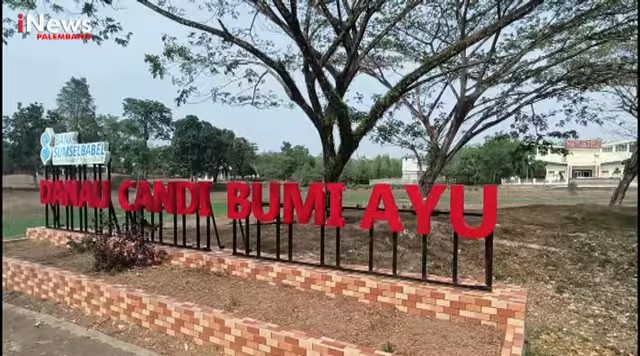 iNews
PALEMBANG
BANK
SUMSELBABEL
DANAU CANDI BUMI AYU